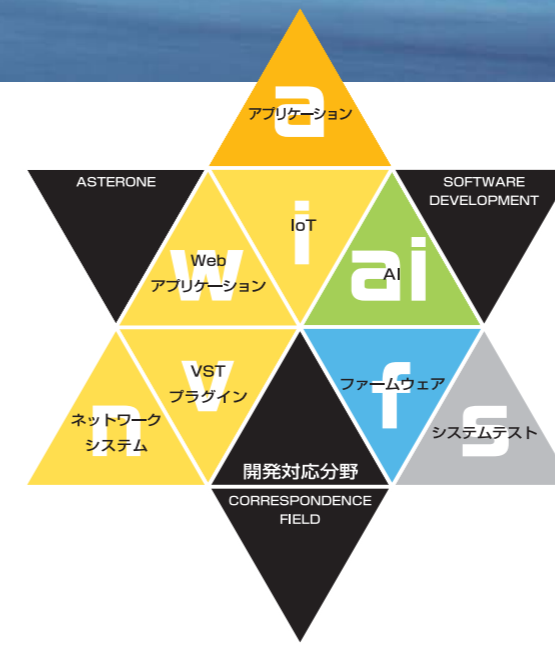 a
アプリケーション
ASTERONE
SOFTWARE
DEVELOPMENT
i
IoT
w
Web
アプリケーション
ai
AI
v
VST
プラグイン
f
ファームウェア
n
ネットワーク
システム
s
システムテスト
開発対応分野
CORRESPONDENCE
FIELD